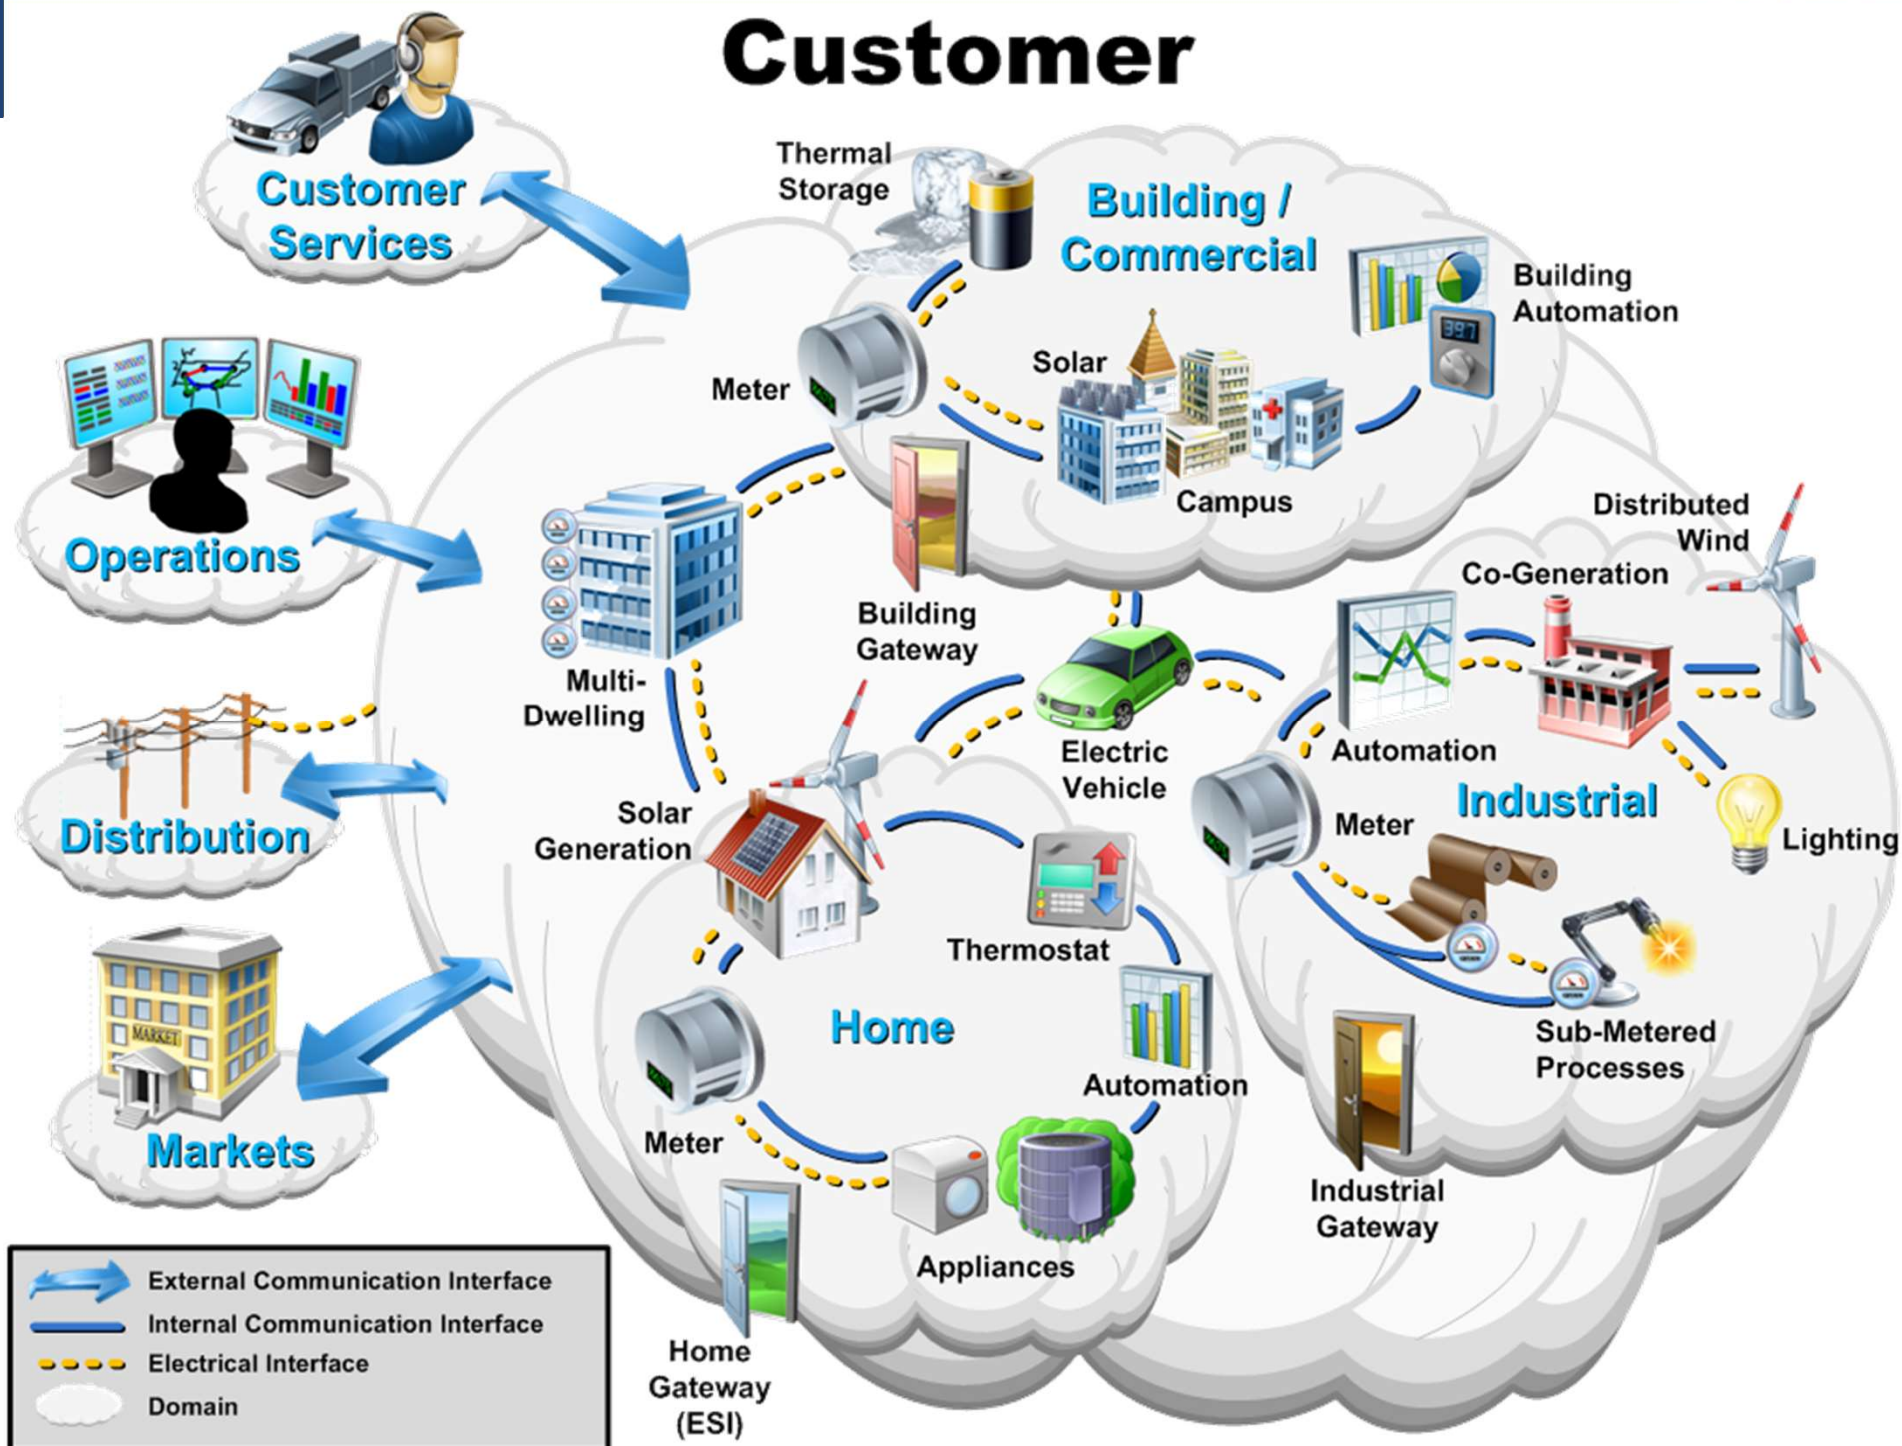 Customer
Customer
Services
Thermal
Storage
Building /
Commercial
Building
Automation
39.7
Meter
Solar
Campus
Operations
Multi-
Dwelling
Building
Gateway
Distributed
Wind
Co-Generation
Electric
Vehicle
Automation
Industrial
Meter
Lighting
Distribution
Solar
Generation
Thermostat
Sub-Metered
Processes
MARKET
Markets
Home
Meter
Automation
Appliances
Industrial
Gateway
Home
Gateway
(ESI)
External Communication Interface
Internal Communication Interface
Electrical Interface
Domain